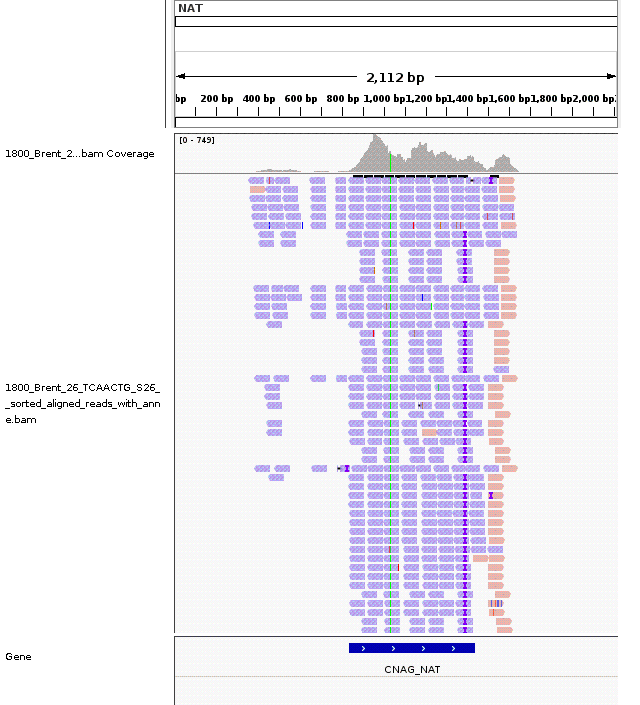 NAT
2,112 bp
bp 200 bp 400 bp 600 bp 800 bp 1,000 bp 1,200 bp 1,400 bp 1,600 bp 1,800 bp 2,000 bp
[0 - 749]
1800_Brent_2...bam Coverage
1800_Brent_26_TCAACTG_S26_
_sorted_aligned_reads_with_ann
e.bam
Gene
CNAG_NAT